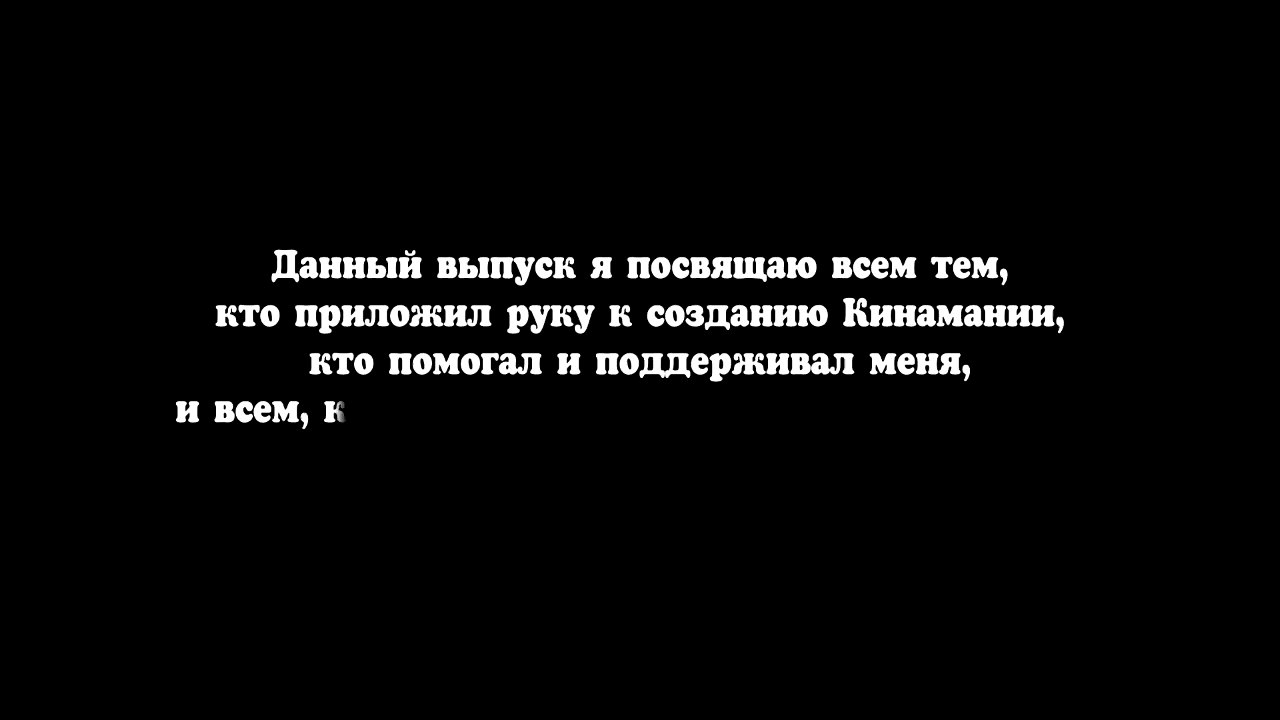 Данный выпуск я посвящаю всем тем,
кто приложил руку к созданию Кинамании,
кто помогал и поддерживал меня,
и всем, к